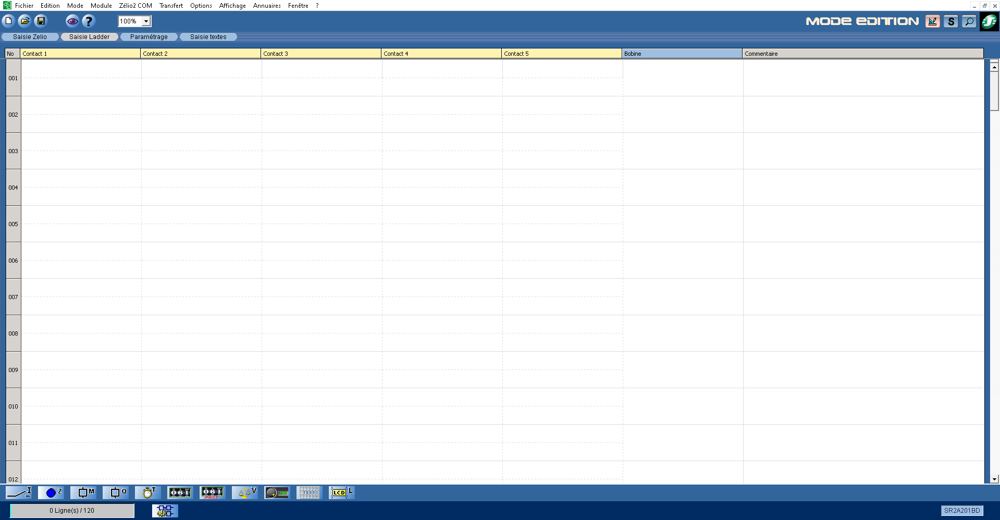 Fichier Edition Mode Module Zélio2 COM Transfert Options Affichage Annuaires Fenêtre ?
100% MODE EDITION S
Saisie Zelio Saisie Ladder Paramétrage Saisie textes
No Contact 1 Contact 2 Contact 3 Contact 4 Contact 5 Bobine Commentaire
001
002
003
004
005
006
007
008
009
010
011
012
I Z M Q T 061 061 FAST V TEXT LCD L
0 Ligne(s) / 120 SR2A201BD